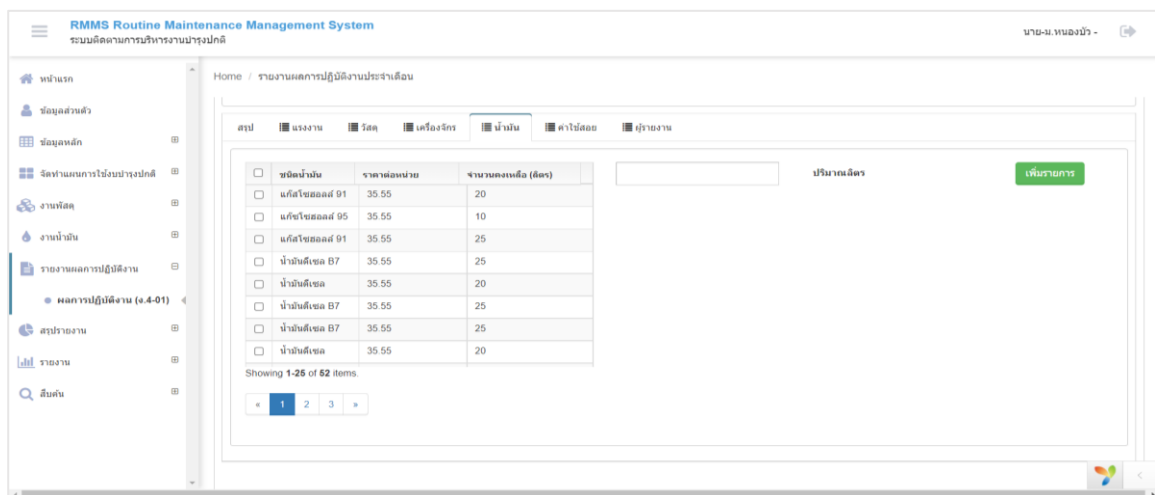 RMMS Routine Maintenance Management System
ระบบติดตามการบริหารงานบำรุงปกติ
นาย-ม.หนองบัว -
หน้าแรก
ข้อมูลส่วนตัว
ข้อมูลหลัก
จัดทำแผนการใช้งบบำรุงปกติ
งานพัสดุ
งานน้ำมัน
รายงานผลการปฏิบัติงาน
ผลการปฏิบัติงาน (ง.4-01)
สรุปรายงาน
รายงาน
สืบค้น
Home / รายงานผลการปฏิบัติงานประจำเดือน
สรุป แรงงาน วัสดุ เครื่องจักร น้ำมัน ค่าใช้สอย ผู้รายงาน
ชนิดน้ำมัน ราคาต่อหน่วย จำนวนคงเหลือ (ลิตร)
แก๊สโซฮอลล์ 91 35.55 20
แก๊ซโซฮอลล์ 95 35.55 10
แก๊สโซฮอลล์ 91 35.55 25
น้ำมันดีเซล B7 35.55 25
น้ำมันดีเซล 35.55 20
น้ำมันดีเซล B7 35.55 25
น้ำมันดีเซล B7 35.55 25
น้ำมันดีเซล 35.55 20
Showing 1-25 of 52 items.
« 1 2 3 »
ปริมาณลิตร
เพิ่มรายการ